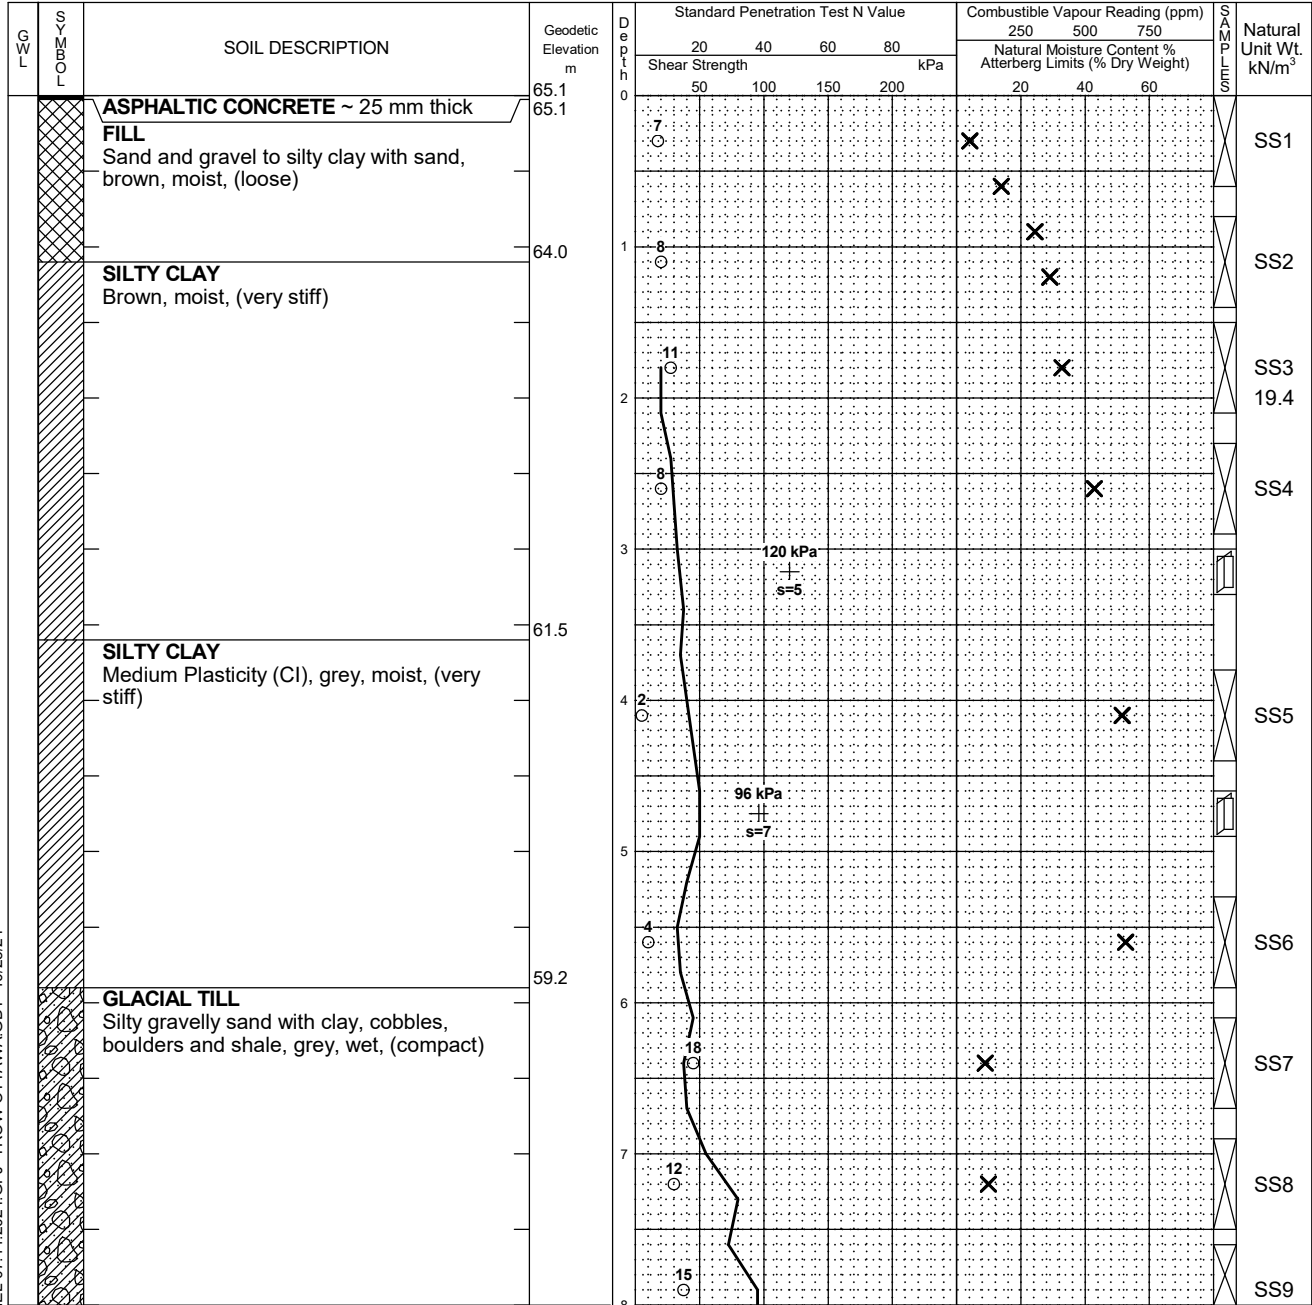 GWL
SYMBOL
SOIL DESCRIPTION
Geodetic
Elevation
m
Depth
Standard Penetration Test N Value
20 40 60 80
Shear Strength kPa
50 100 150 200
Combustible Vapour Reading (ppm)
250 500 750
Natural Moisture Content %
Atterberg Limits (% Dry Weight)
20 40 60
SAMPLES
Natural
Unit Wt.
kN/m³
65.1
0
ASPHALTIC CONCRETE ~ 25 mm thick
65.1
FILL
Sand and gravel to silty clay with sand,
brown, moist, (loose)
7
SS1
64.0
1
8
SS2
SILTY CLAY
Brown, moist, (very stiff)
11
SS3
19.4
2
8
SS4
3
120 kPa
s=5
61.5
SILTY CLAY
Medium Plasticity (CI), grey, moist, (very
stiff)
4
2
SS5
96 kPa
s=7
5
4
SS6
59.2
GLACIAL TILL
Silty gravelly sand with clay, cobbles,
boulders and shale, grey, wet, (compact)
6
18
SS7
7
12
SS8
15
SS9
8